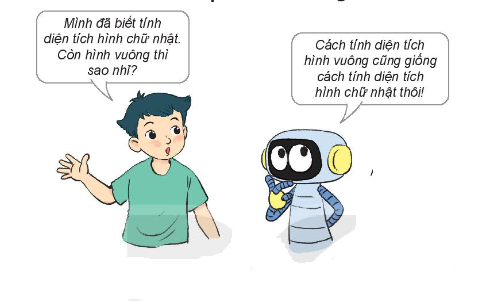 Mình đã biết tính
diện tích hình chữ nhật.
Còn hình vuông thì
sao nhỉ?
Cách tính diện tích
hình vuông cũng giống
cách tính diện tích
hình chữ nhật thôi!